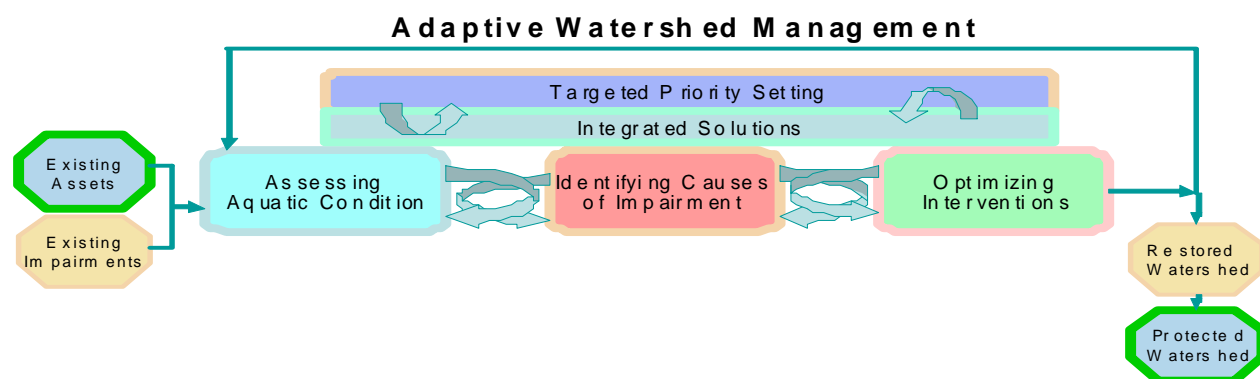 Adaptive Watershed Management
Targeted Priority Setting
Integrated Solutions
Existing
Assets
Existing
Impairments
Assessing
Aquatic Condition
Identifying Causes
of Impairment
Optimizing
Interventions
Restored
Watershed
Protected
Watershed